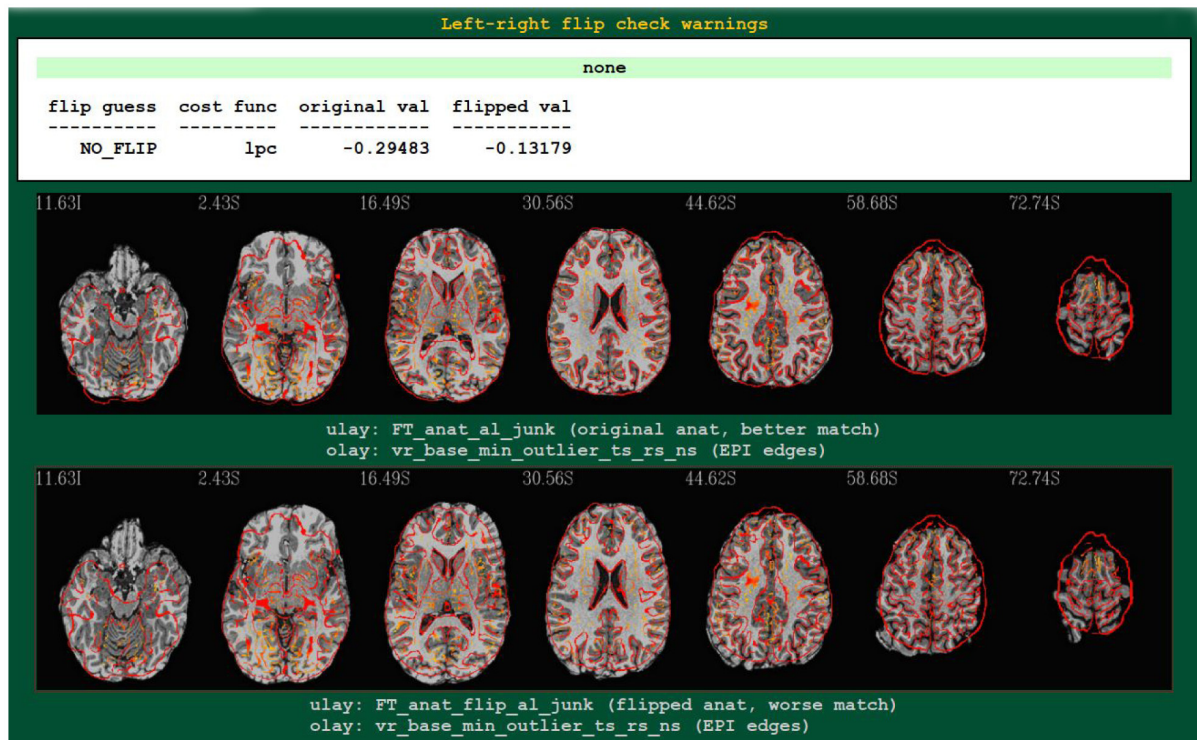 Left-right flip check warnings
none
flip guess  cost func  original val  flipped val
----------  ---------  ------------  -----------
NO_FLIP  lpc  -0.29483  -0.13179
11.63I  2.43S  16.49S  30.56S  44.62S  58.68S  72.74S
ulay: FT_anat_al_junk (original anat, better match)
olay: vr_base_min_outlier_ts_rs_ns (EPI edges)
11.63I  2.43S  16.49S  30.56S  44.62S  58.68S  72.74S
ulay: FT_anat_flip_al_junk (flipped anat, worse match)
olay: vr_base_min_outlier_ts_rs_ns (EPI edges)